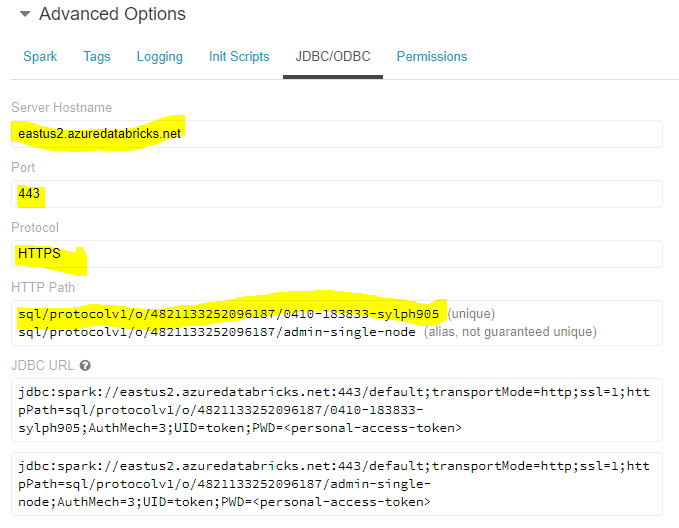 Advanced Options
Spark Tags Logging Init Scripts JDBC/ODBC Permissions
Server Hostname
eastus2.azuredatabricks.net
Port
443
Protocol
HTTPS
HTTP Path
sql/protocolv1/o/4821133252096187/0410-183833-sylph905 (unique)
sql/protocolv1/o/4821133252096187/admin-single-node (alias, not guaranteed unique)
JDBC URL ?
jdbc:spark://eastus2.azuredatabricks.net:443/default;transportMode=http;ssl=1;htt
pPath=sql/protocolv1/o/4821133252096187/0410-183833-
sylph905;AuthMech=3;UID=token;PWD=<personal-access-token>
jdbc:spark://eastus2.azuredatabricks.net:443/default;transportMode=http;ssl=1;htt
pPath=sql/protocolv1/o/4821133252096187/admin-single-
node;AuthMech=3;UID=token;PWD=<personal-access-token>